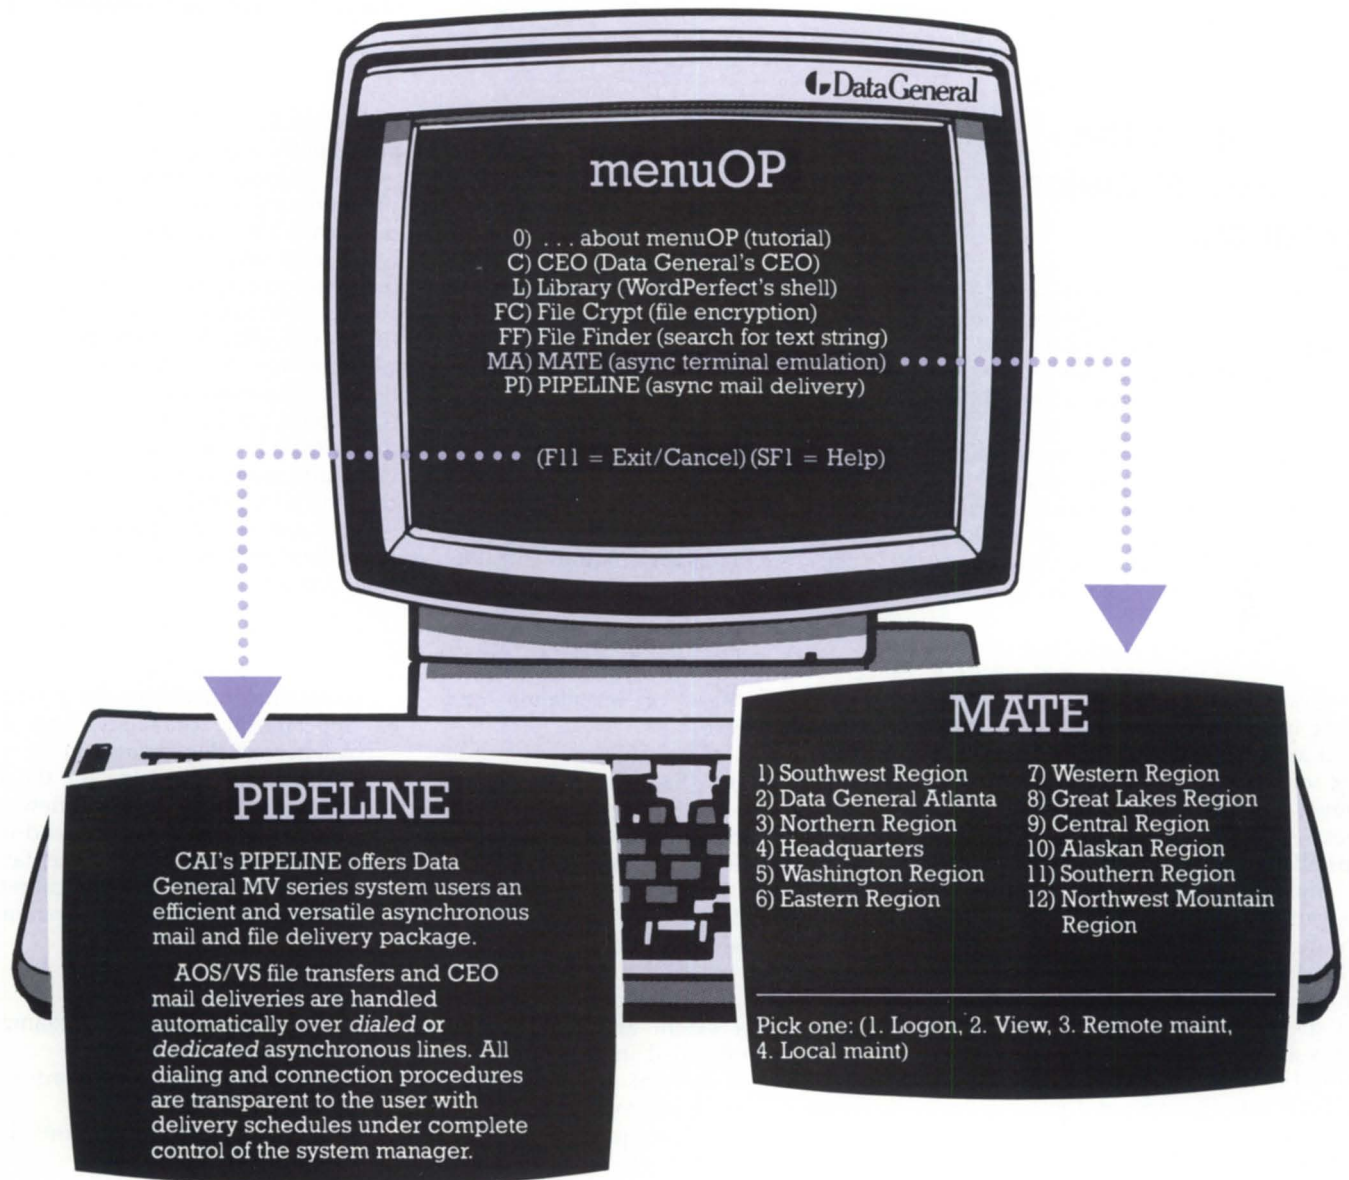 DataGeneral
menuOP
0) . . . about menuOP (tutorial)
C) CEO (Data General's CEO)
L) Library (WordPerfect's shell)
FC) File Crypt (file encryption)
FF) File Finder (search for text string)
MA) MATE (async terminal emulation)
PI) PIPELINE (async mail delivery)
(F11 = Exit/Cancel) (SF1 = Help)
PIPELINE
CAI's PIPELINE offers Data
General MV series system users an
efficient and versatile asynchronous
mail and file delivery package.
AOS/VS file transfers and CEO
mail deliveries are handled
automatically over dialed or
dedicated asynchronous lines. All
dialing and connection procedures
are transparent to the user with
delivery schedules under complete
control of the system manager.
MATE
1) Southwest Region
2) Data General Atlanta
3) Northern Region
4) Headquarters
5) Washington Region
6) Eastern Region
7) Western Region
8) Great Lakes Region
9) Central Region
10) Alaskan Region
11) Southern Region
12) Northwest Mountain
Region
Pick one: (1. Logon, 2. View, 3. Remote maint,
4. Local maint)